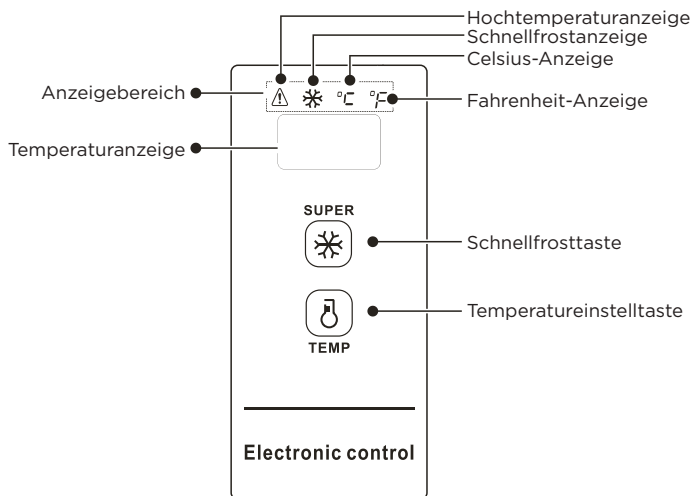 Hochtemperaturanzeige
Schnellfrostanzeige
Celsius-Anzeige
Anzeigebereich
°C °F
Fahrenheit-Anzeige
Temperaturanzeige
SUPER
Schnellfrosttaste
Temperatureinstelltaste
TEMP
Electronic control